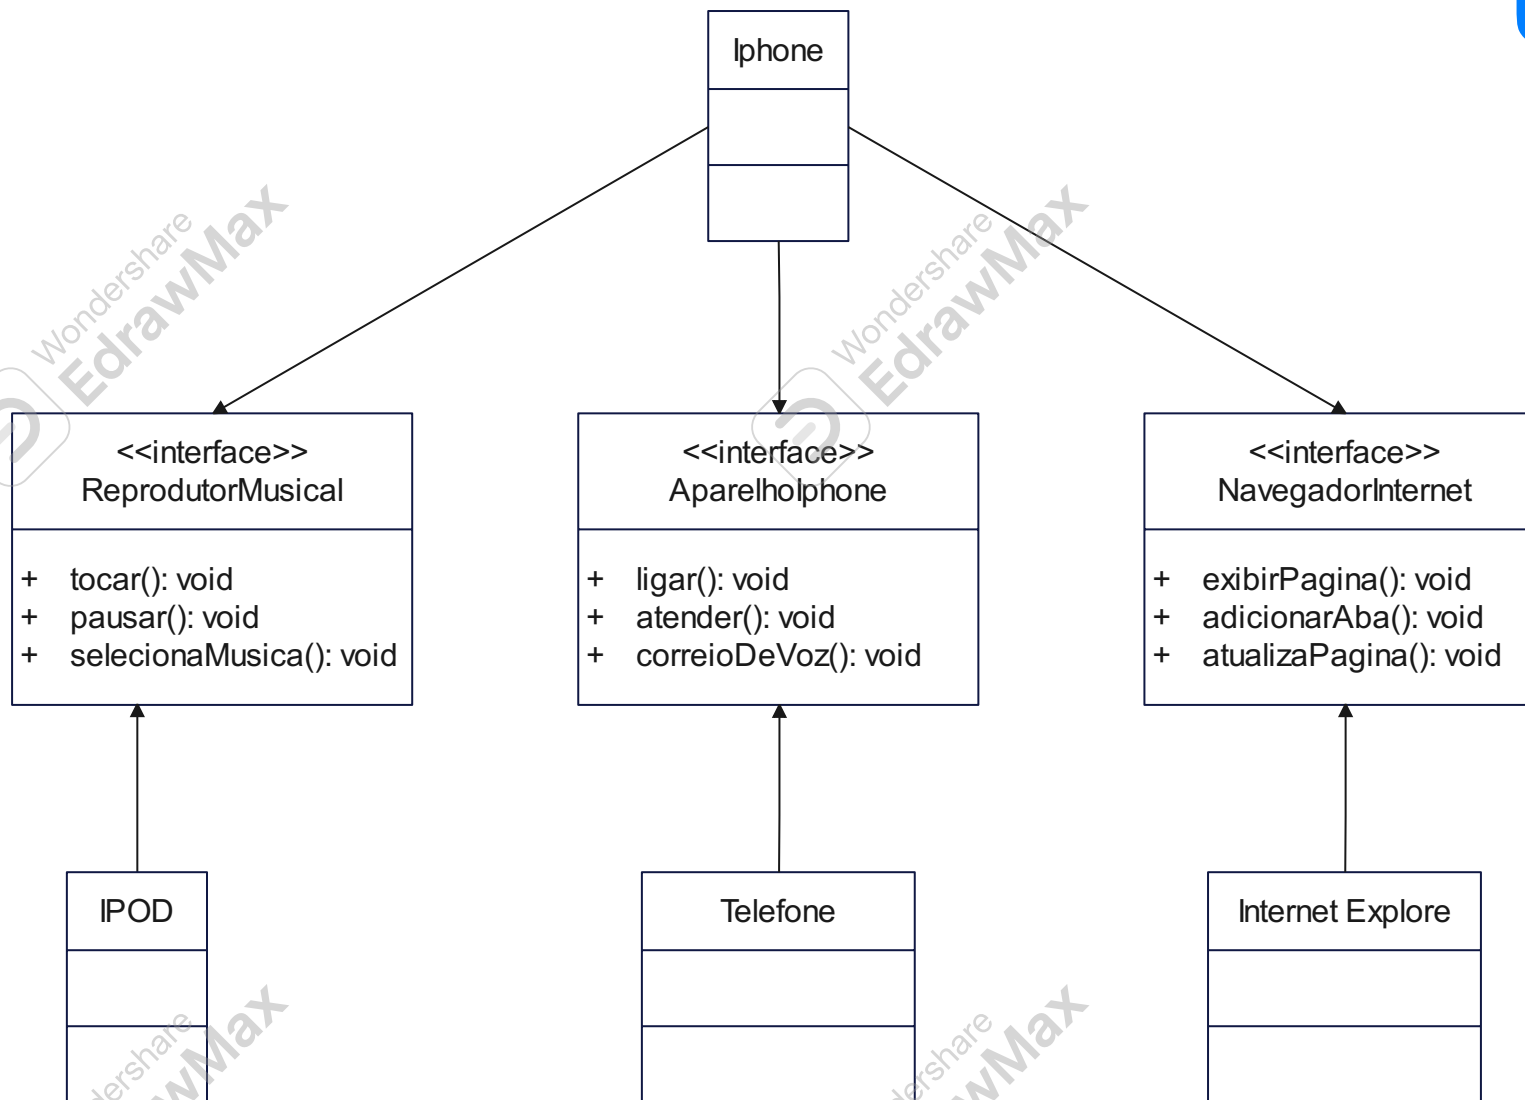 Iphone
Wondershare
EdrawMax
Wondershare
EdrawMax
<<interface>>
ReprodutorMusical
+ tocar(): void
+ pausar(): void
+ selecionaMusica(): void
<<interface>>
AparelhoIphone
+ ligar(): void
+ atender(): void
+ correioDeVoz(): void
<<interface>>
NavegadorInternet
+ exibirPagina(): void
+ adicionarAba(): void
+ atualizaPagina(): void
IPOD
Telefone
Internet Explore